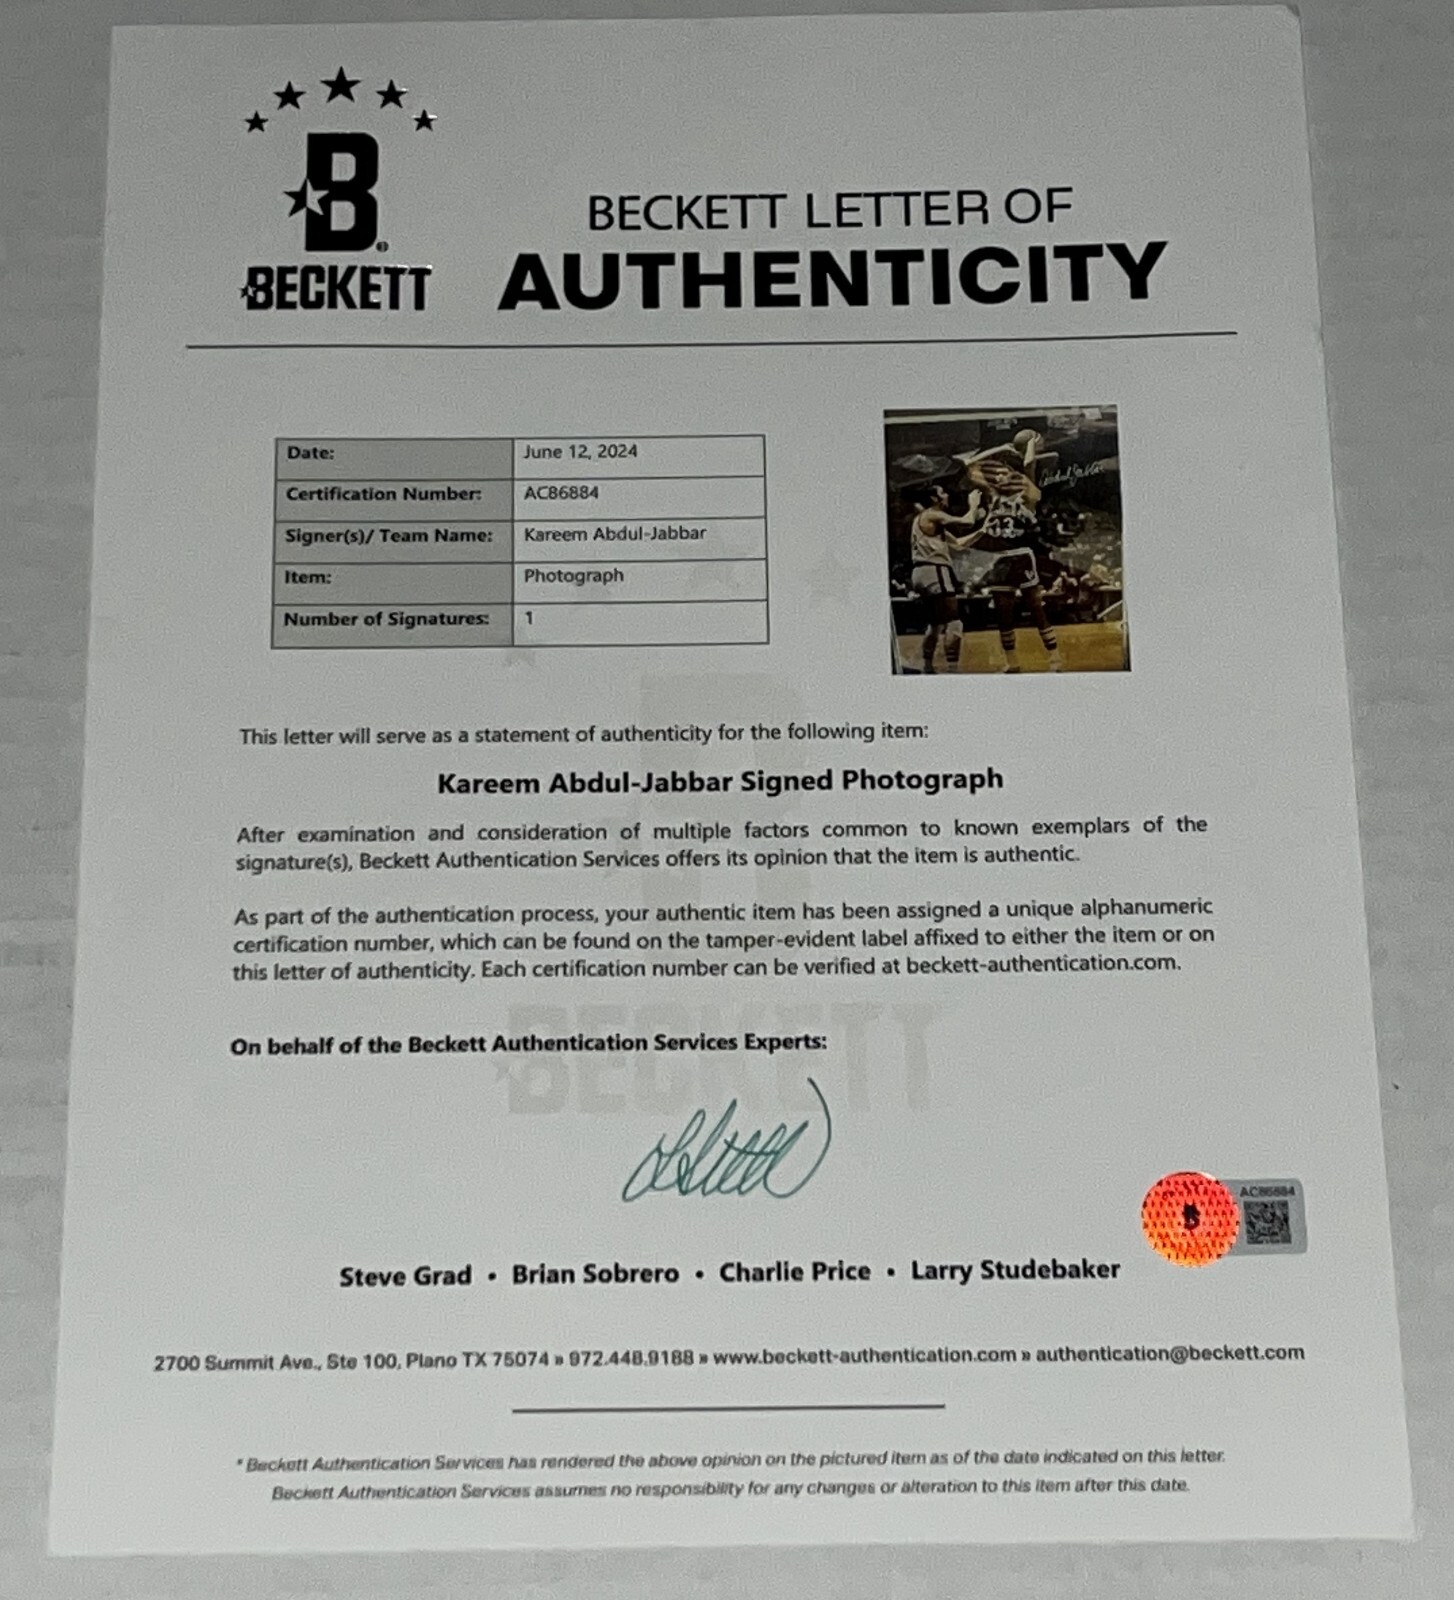 BECKETT
BECKETT LETTER OF
AUTHENTICITY
Date: June 12, 2024
Certification Number: AC86884
Signer(s)/ Team Name: Kareem Abdul-Jabbar
Item: Photograph
Number of Signatures: 1
33
This letter will serve as a statement of authenticity for the following item:
Kareem Abdul-Jabbar Signed Photograph
After examination and consideration of multiple factors common to known exemplars of the
signature(s), Beckett Authentication Services offers its opinion that the item is authentic.
As part of the authentication process, your authentic item has been assigned a unique alphanumeric
certification number, which can be found on the tamper-evident label affixed to either the item or on
this letter of authenticity. Each certification number can be verified at beckett-authentication.com.
BECKETT
On behalf of the Beckett Authentication Services Experts:
AC86884
B
Steve Grad • Brian Sobrero • Charlie Price • Larry Studebaker
2700 Summit Ave., Ste 100, Plano TX 75074 » 972.448.9188 » www.beckett-authentication.com » authentication@beckett.com
* Beckett Authentication Services has rendered the above opinion on the pictured item as of the date indicated on this letter.
Beckett Authentication Services assumes no responsibility for any changes or alteration to this item after this date.